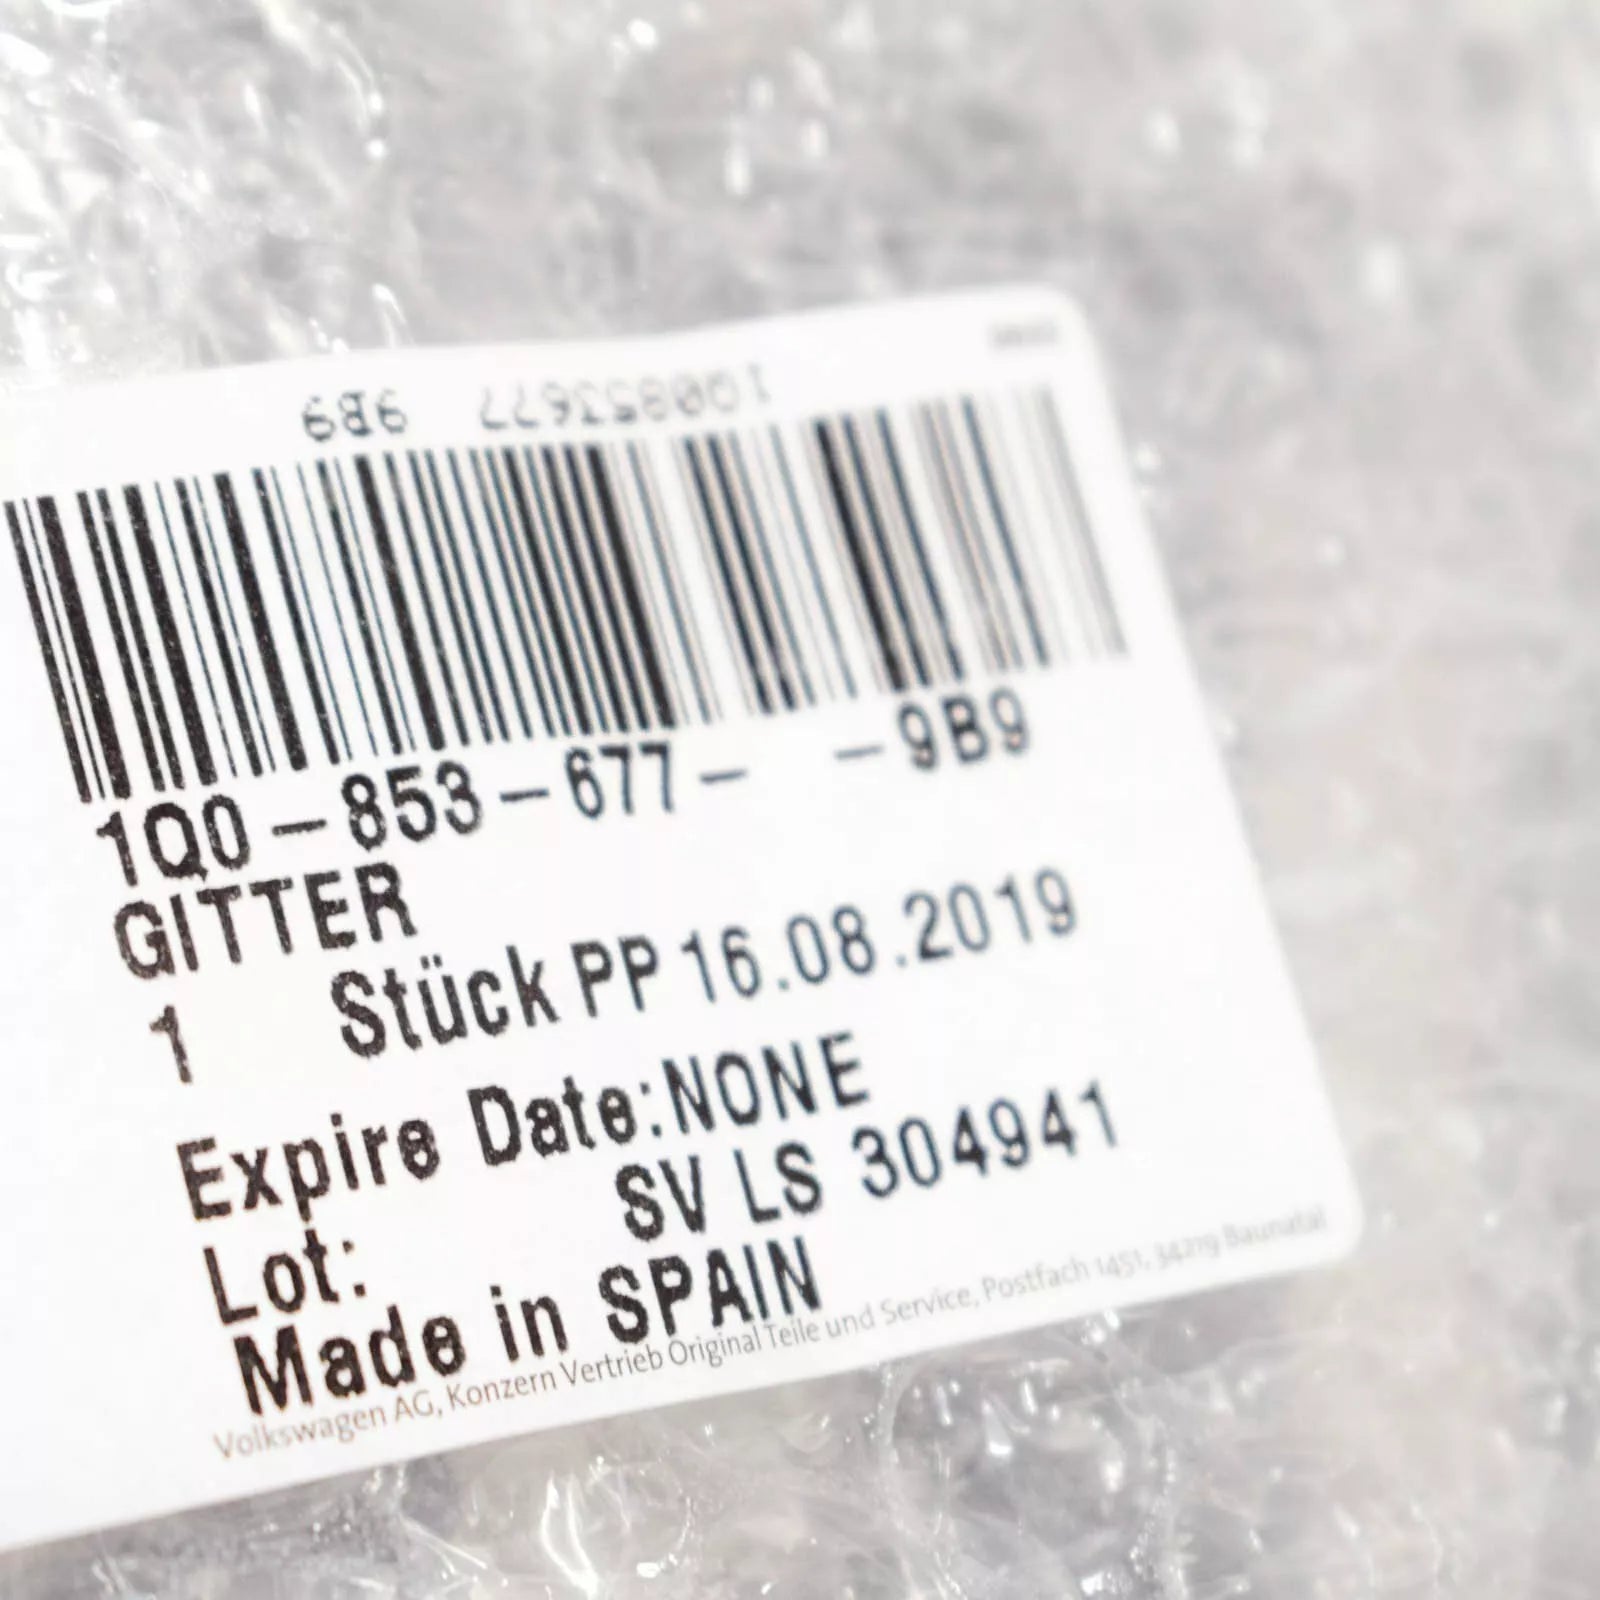 1Q0853677 9B9
1Q0-853-677- -9B9
GITTER
1 Stück PP 16.08.2019
Expire Date:NONE
SV LS 304941
Lot:
Made in SPAIN
Volkswagen AG, Konzern Vertrieb Original Teile und Service, Postfach 1451, 34219 Baunatal